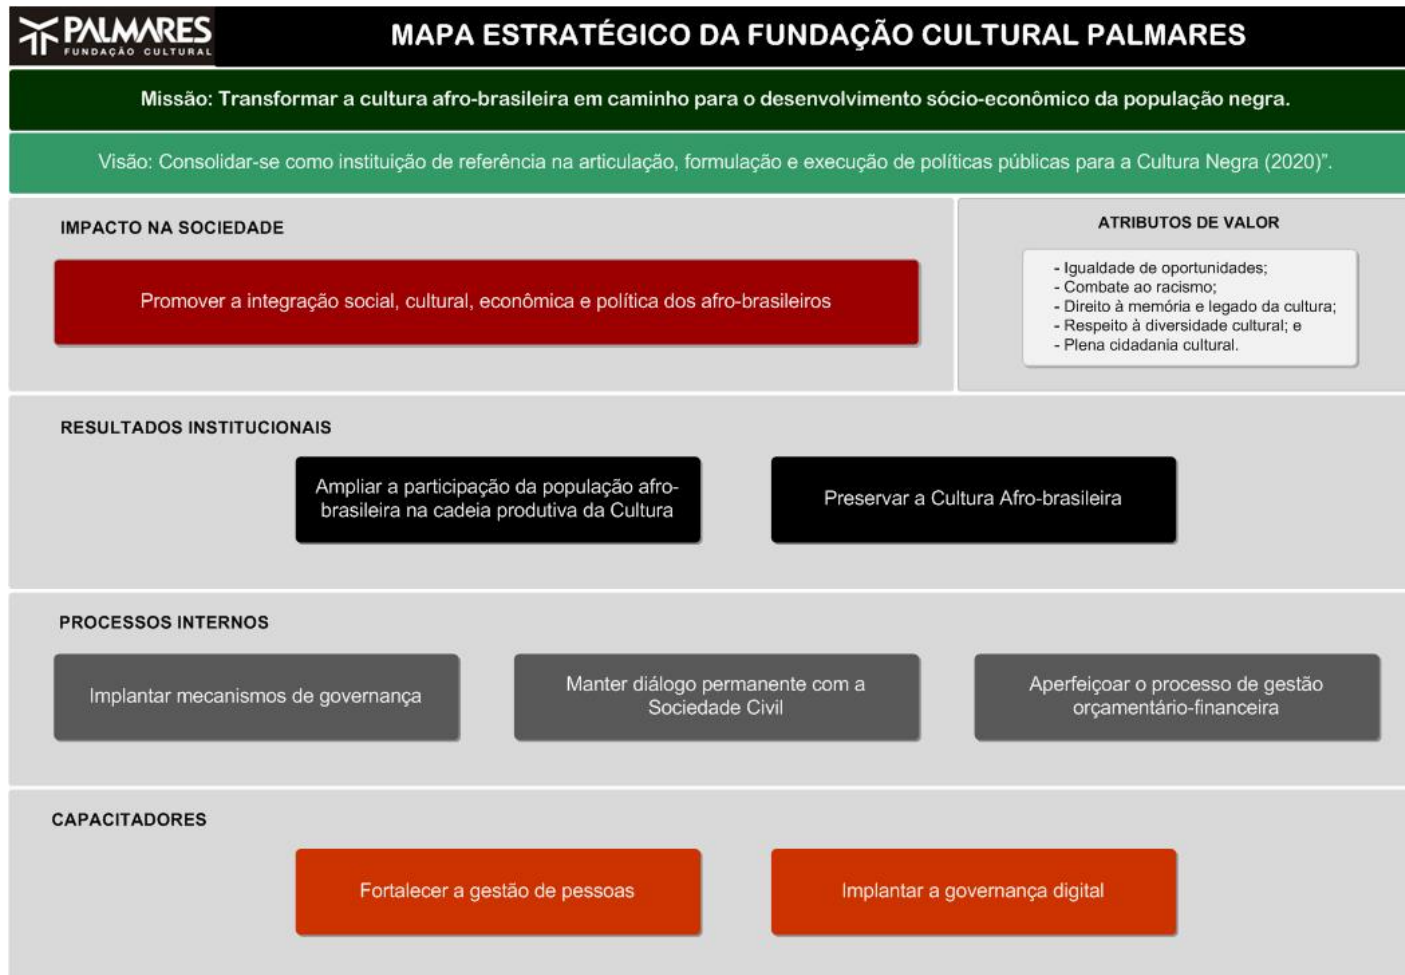 PALMARES
FUNDAÇÃO CULTURAL
MAPA ESTRATÉGICO DA FUNDAÇÃO CULTURAL PALMARES
Missão: Transformar a cultura afro-brasileira em caminho para o desenvolvimento sócio-econômico da população negra.
Visão: Consolidar-se como instituição de referência na articulação, formulação e execução de políticas públicas para a Cultura Negra (2020)”.
IMPACTO NA SOCIEDADE
Promover a integração social, cultural, econômica e política dos afro-brasileiros
ATRIBUTOS DE VALOR
- Igualdade de oportunidades;
- Combate ao racismo;
- Direito à memória e legado da cultura;
- Respeito à diversidade cultural; e
- Plena cidadania cultural.
RESULTADOS INSTITUCIONAIS
Ampliar a participação da população afro-
brasileira na cadeia produtiva da Cultura
Preservar a Cultura Afro-brasileira
PROCESSOS INTERNOS
Implantar mecanismos de governança
Manter diálogo permanente com a
Sociedade Civil
Aperfeiçoar o processo de gestão
orçamentário-financeira
CAPACITADORES
Fortalecer a gestão de pessoas
Implantar a governança digital